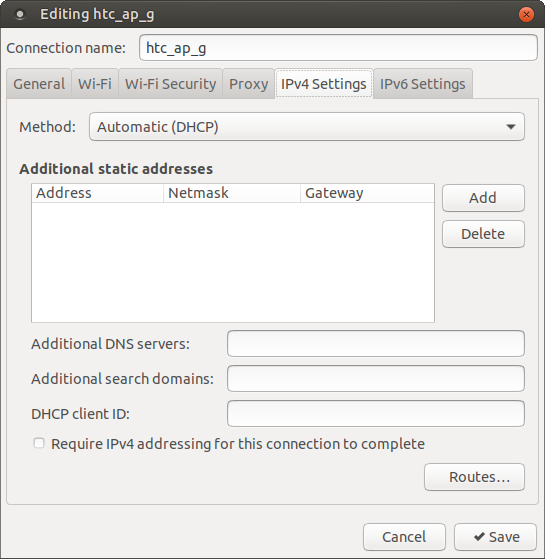 Editing htc_ap_g
Connection name: htc_ap_g
General Wi-Fi Wi-Fi Security Proxy IPv4 Settings IPv6 Settings
Method: Automatic (DHCP)
Additional static addresses
Address Netmask Gateway
Add
Delete
Additional DNS servers:
Additional search domains:
DHCP client ID:
Require IPv4 addressing for this connection to complete
Routes...
Cancel Save